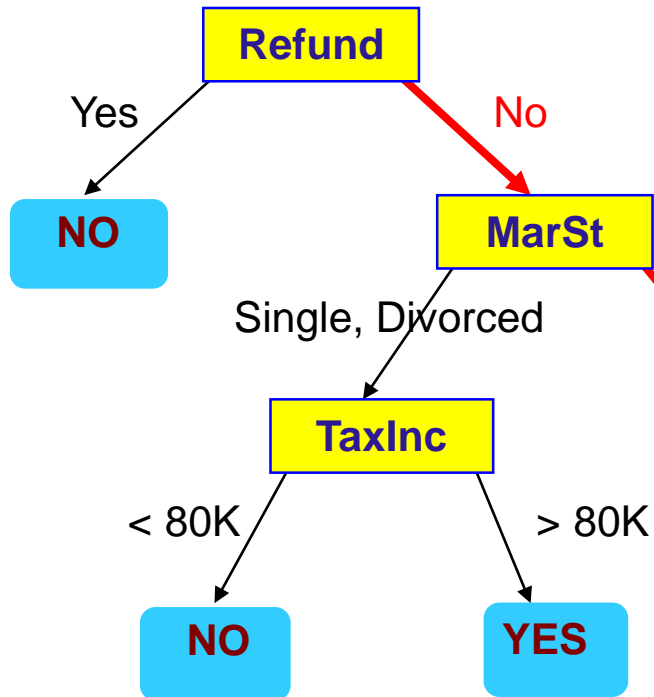 Refund
Yes
No
NO
MarSt
Single, Divorced
TaxInc
< 80K
> 80K
NO
YES